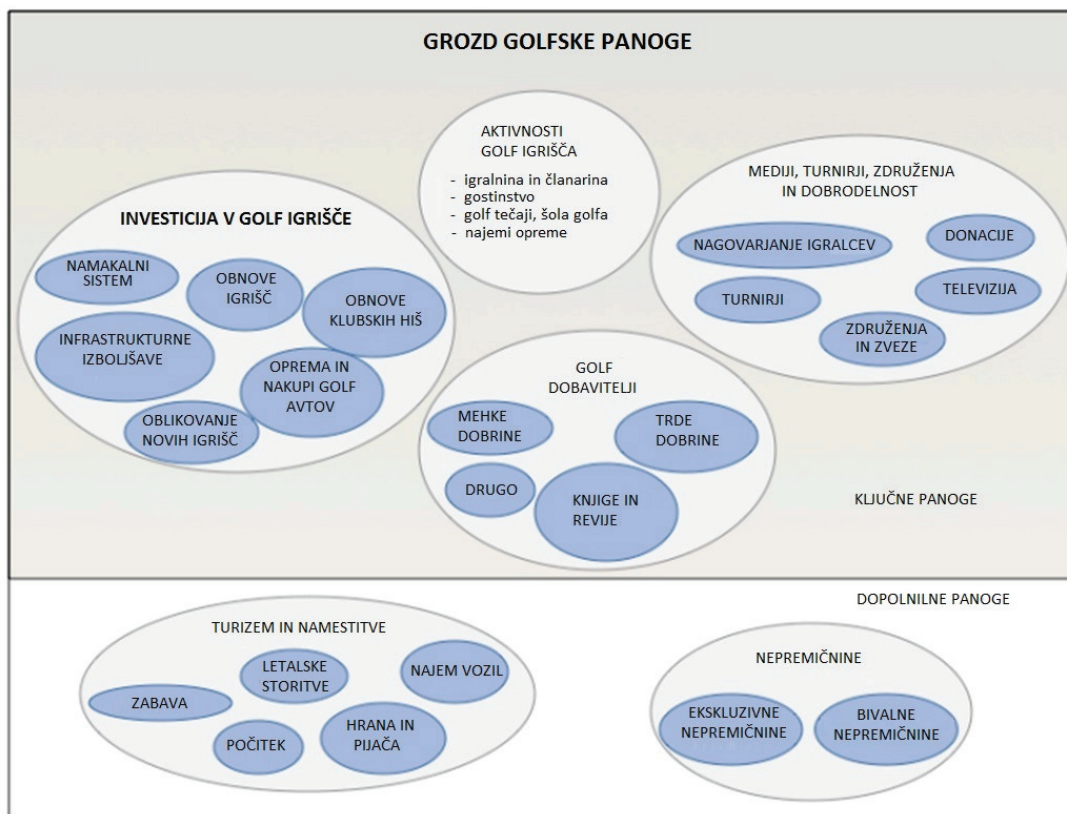 GROZD GOLFSKE PANOGE
AKTIVNOSTI
GOLF IGRIŠČA
- igralnina in članarina
- gostinstvo
- golf tečaji, šola golfa
- najemi opreme
MEDIJI, TURNIRJI, ZDRUŽENJA
IN DOBRODELNOST
NAGOVARJANJE IGRALCEV
DONACIJE
TURNIRJI
TELEVIZIJA
ZDRUŽENJA
IN ZVEZE
INVESTICIJA V GOLF IGRIŠČE
NAMAKALNI
SISTEM
OBNOVE
IGRIŠČ
OBNOVE
KLUBSKIH HIŠ
INFRASTRUKTURNE
IZBOLJŠAVE
OPREMA IN
NAKUPI GOLF
AVTOV
OBLIKOVANJE
NOVIH IGRIŠČ
GOLF
DOBAVITELJI
MEHKE
DOBRINE
TRDE
DOBRINE
DRUGO
KNJIGE IN
REVIJE
KLJUČNE PANOGE
DOPOLNILNE PANOGE
TURIZEM IN NAMESTITVE
LETALSKE
STORITVE
NAJEM VOZIL
ZABAVA
POČITEK
HRANA IN
PIJAČA
NEPREMIČNINE
EKSKLUZIVNE
NEPREMIČNINE
BIVALNE
NEPREMIČNINE